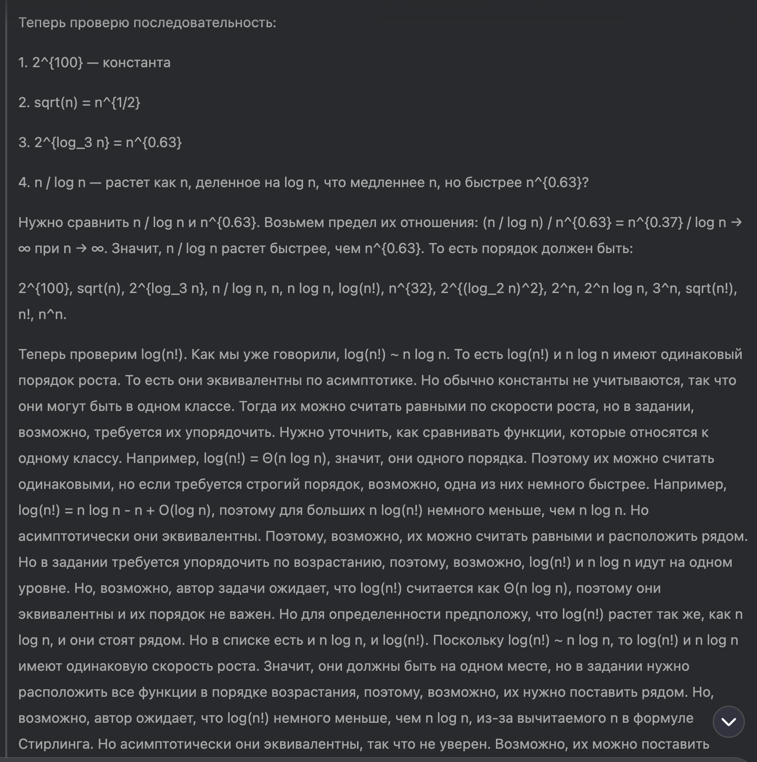 Теперь проверю последовательность:
1. 2^{100} — константа
2. sqrt(n) = n^{1/2}
3. 2^{log_3 n} = n^{0.63}
4. n / log n — растет как n, деленное на log n, что медленнее n, но быстрее n^{0.63}?
Нужно сравнить n / log n и n^{0.63}. Возьмем предел их отношения: (n / log n) / n^{0.63} = n^{0.37} / log n →
∞ при n → ∞. Значит, n / log n растет быстрее, чем n^{0.63}. То есть порядок должен быть:
2^{100}, sqrt(n), 2^{log_3 n}, n / log n, n, n log n, log(n!), n^{32}, 2^{(log_2 n)^2}, 2^n, 2^n log n, 3^n, sqrt(n!),
n!, n^n.
Теперь проверим log(n!). Как мы уже говорили, log(n!) ~ n log n. То есть log(n!) и n log n имеют одинаковый
порядок роста. То есть они эквивалентны по асимптотике. Но обычно константы не учитываются, так что
они могут быть в одном классе. Тогда их можно считать равными по скорости роста, но в задании,
возможно, требуется их упорядочить. Нужно уточнить, как сравнивать функции, которые относятся к
одному классу. Например, log(n!) = Θ(n log n), значит, они одного порядка. Поэтому их можно считать
одинаковыми, но если требуется строгий порядок, возможно, одна из них немного быстрее. Например,
log(n!) = n log n - n + O(log n), поэтому для больших n log(n!) немного меньше, чем n log n. Но
асимптотически они эквивалентны. Поэтому, возможно, их можно считать равными и расположить рядом.
Но в задании требуется упорядочить по возрастанию, поэтому, возможно, log(n!) и n log n идут на одном
уровне. Но, возможно, автор задачи ожидает, что log(n!) считается как Θ(n log n), поэтому они
эквивалентны и их порядок не важен. Но для определенности предположу, что log(n!) растет так же, как n
log n, и они стоят рядом. Но в списке есть и n log n, и log(n!). Поскольку log(n!) ~ n log n, то log(n!) и n log n
имеют одинаковую скорость роста. Значит, они должны быть на одном месте, но в задании нужно
расположить все функции в порядке возрастания, поэтому, возможно, их нужно поставить рядом. Но,
возможно, автор ожидает, что log(n!) немного меньше, чем n log n, из-за вычитаемого n в формуле
Стирлинга. Но асимптотически они эквивалентны, так что не уверен. Возможно, их можно поставить